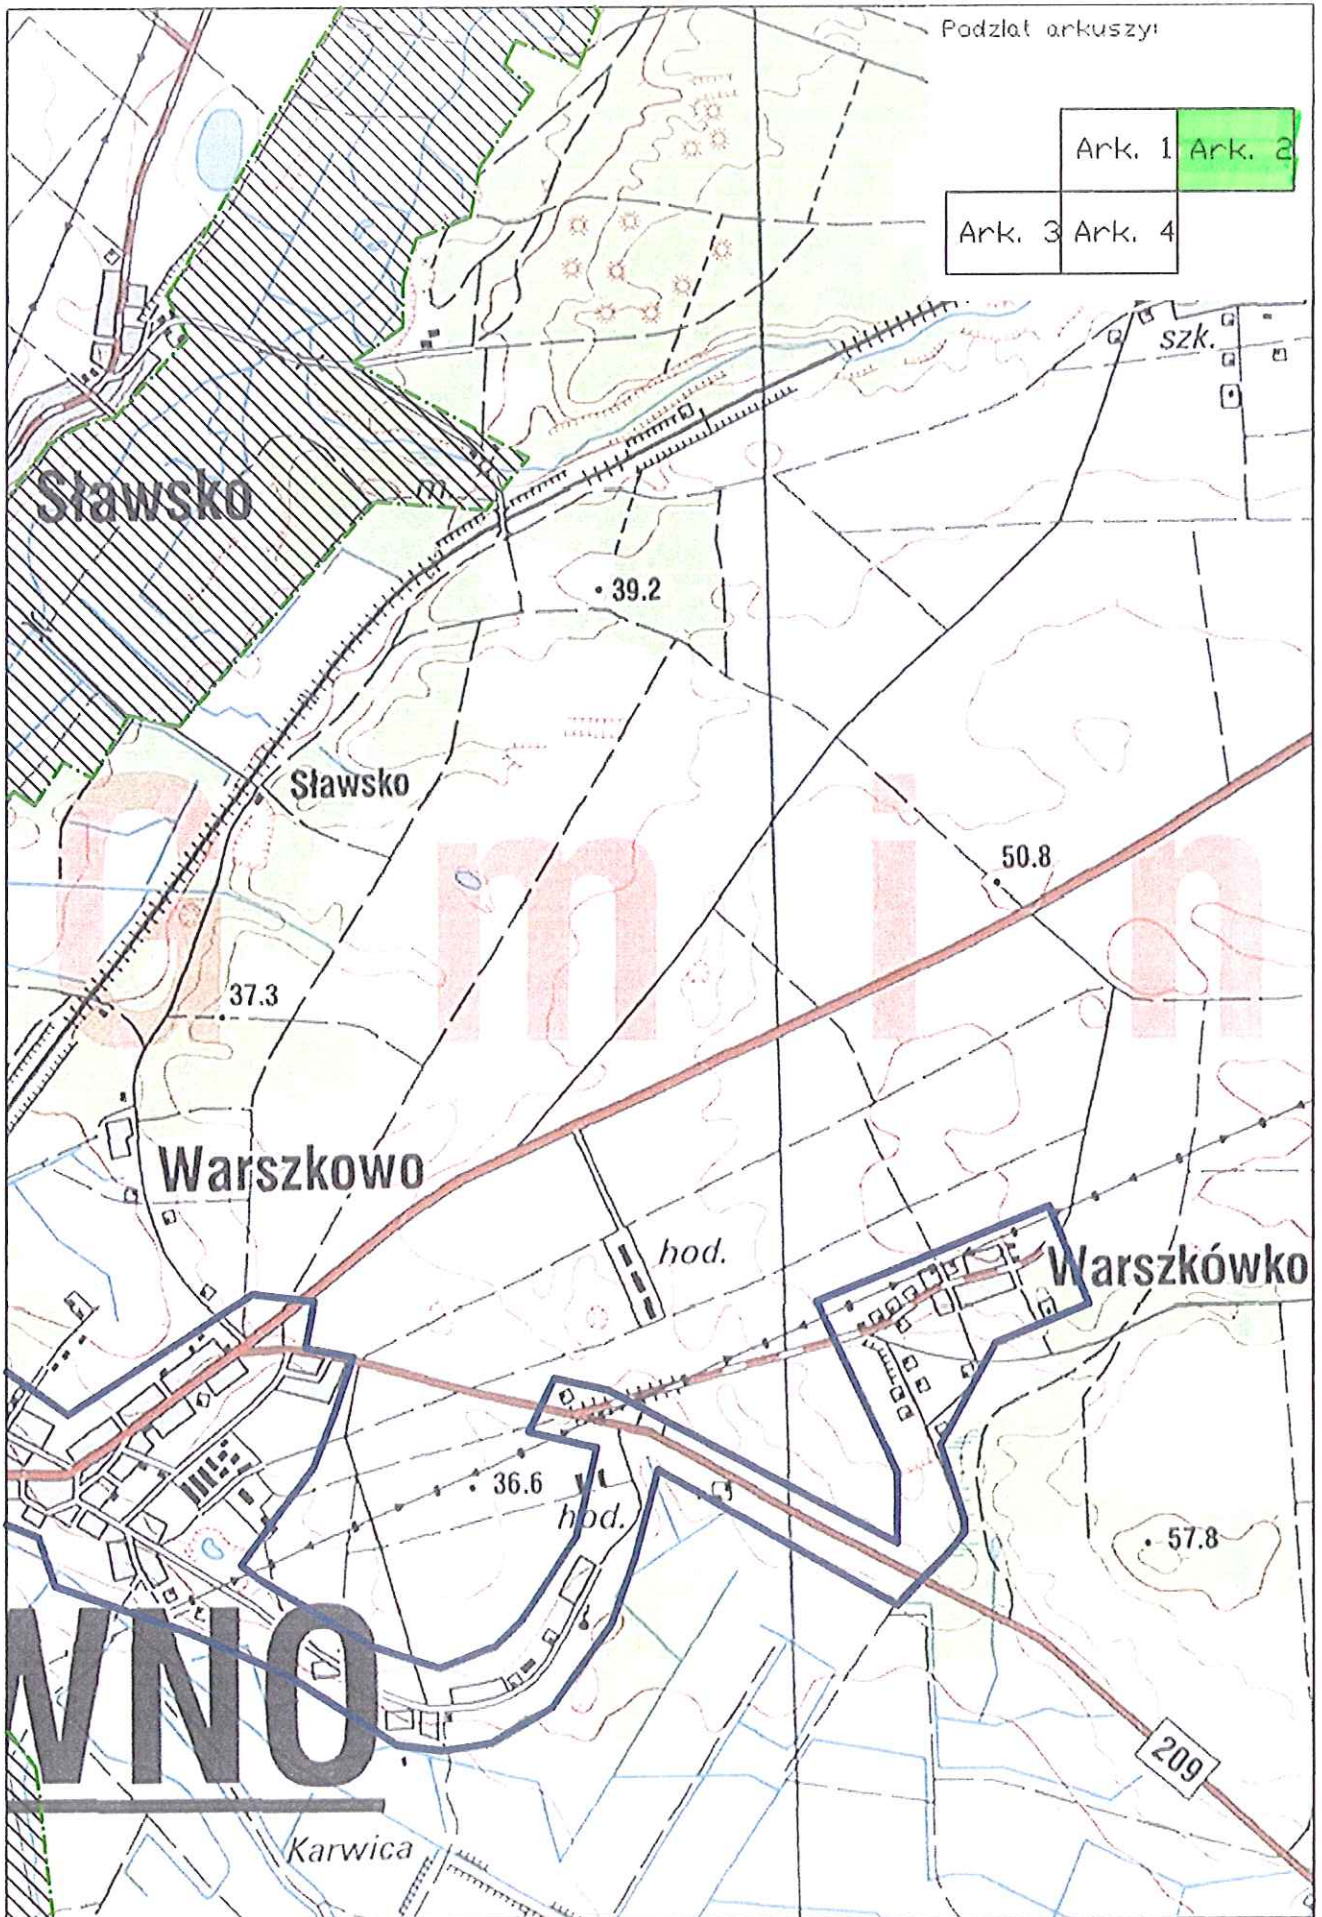 Podział arkuszy:
Ark. 1
Ark. 2
Ark. 3
Ark. 4
szk.
Sławsko
m.
39.2
Sławsko
m i n
50.8
37.3
Warszkowo
hod.
Warszkówko
36.6
hod.
57.8
WNO
209
Karwica